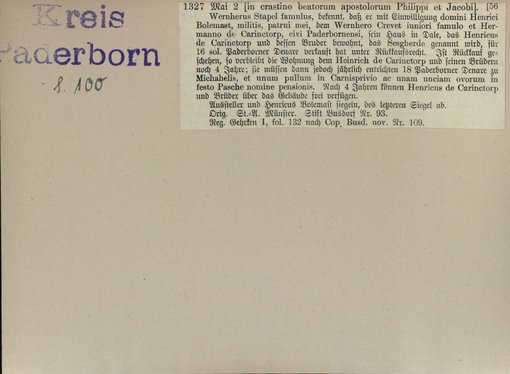 Kreis
Paderborn
S. 100
1327 Mai 2 [in crastino beatorum apostolorum Philippi et Jacobi]. [56
Wernherus Stapel famulus, bekennt, daß er mit Einwilligung domini Henrici
Bolemast, militis, patrui mei, dem Wernhero Crevet iuniori famulo et Her-
manno de Carinctorp, civi Paderbornensi, sein Haus in Dale, das Henricus
de Carinctorp und dessen Bruder bewohnt, das Sesgherde genannt wird, für
16 sol. Paderborner Denare verkauft hat unter Rückkaufsrecht. Ist Rückkauf ge-
schehen, so verbleibt die Wohnung dem Heinrich de Carinctorp und seinen Brüdern
noch 4 Jahre; sie müssen dann jedoch jährlich entrichten 18 Paderborner Denare zu
Michahelis, et unum pullum in Carnisprivio ac unam unciam ovorum in
festo Pasche nomine pensionis. Nach 4 Jahren können Henricus de Carinctorp
und Brüder über das Gebäude frei verfügen.
Aussteller und Henricus Bolemast siegeln, des letzteren Siegel ab.
Orig. St.-A. Münster. Stift Busdorf Nr. 93.
Reg. Gehrken I, fol. 132 nach Cop. Busd. nov. Nr. 109.